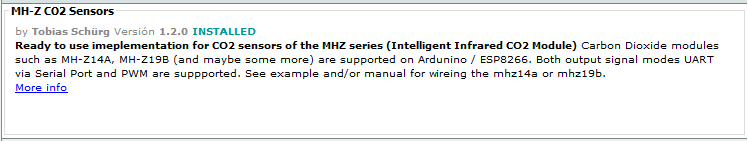 MH-Z CO2 Sensors
by Tobias Schürg Versión 1.2.0 INSTALLED
Ready to use imeplementation for CO2 sensors of the MHZ series (Intelligent Infrared CO2 Module) Carbon Dioxide modules
such as MH-Z14A, MH-Z19B (and maybe some more) are supported on Ardunino / ESP8266. Both output signal modes UART
via Serial Port and PWM are suppported. See example and/or manual for wireing the mhz14a or mhz19b.
More info